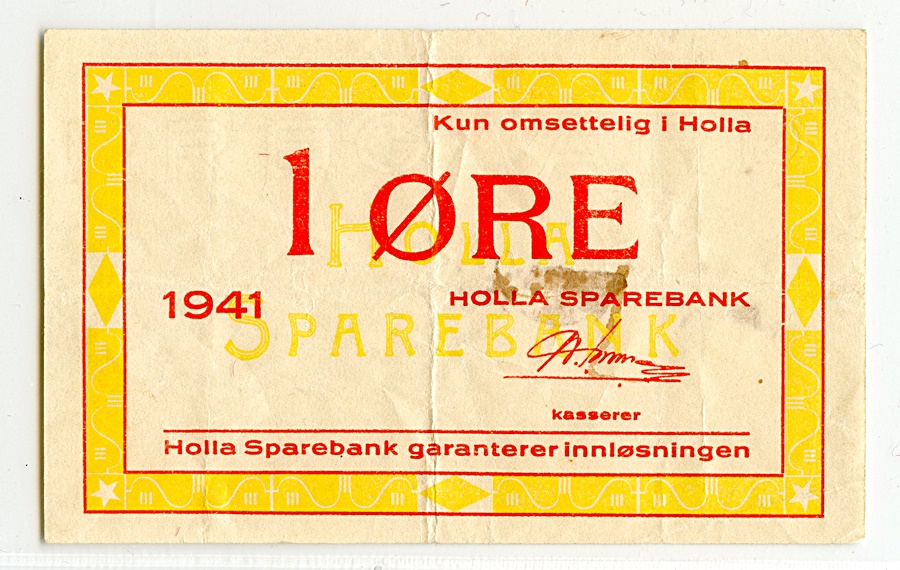 Kun omsettelig i Holla
1 ØRE
HOLLA
1941
HOLLA SPAREBANK
SPAREBANK
kasserer
Holla Sparebank garanterer innløsningen